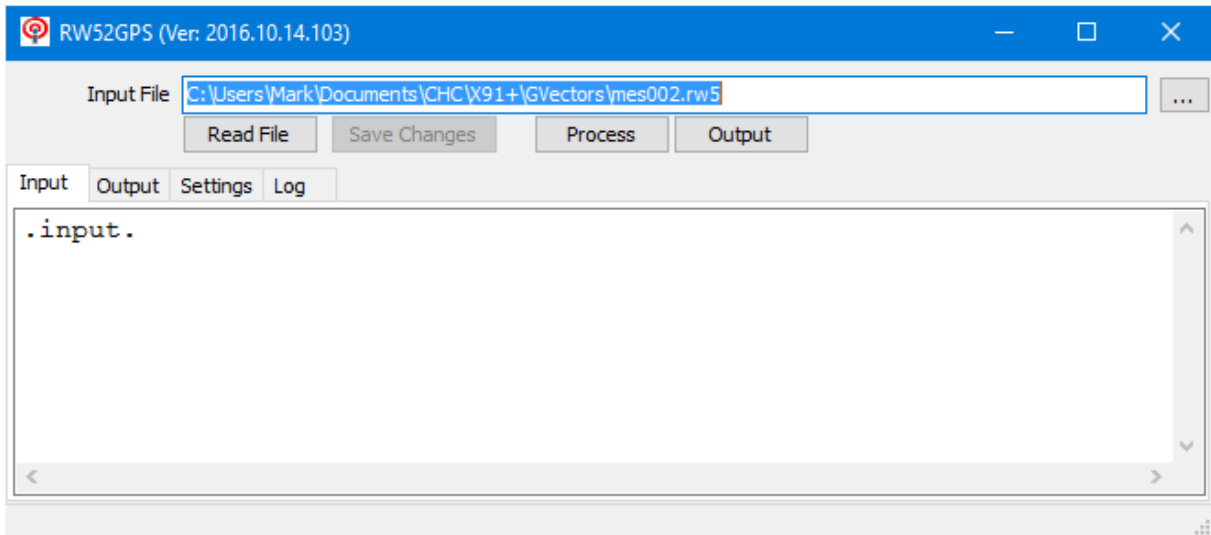 RW52GPS (Ver: 2016.10.14.103)
Input File C:\Users\Mark\Documents\CHC\X91+\GVectors\mes002.rw5 ...
Read File Save Changes Process Output
Input Output Settings Log
.input.